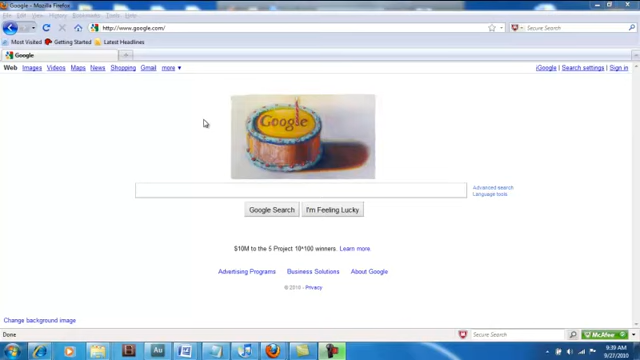 Google - Mozilla Firefox
File Edit View History Bookmarks Tools Help
http://www.google.com/
Secure Search
Most Visited Getting Started Latest Headlines
Google
Web Images Videos Maps News Shopping Gmail more ▼
iGoogle | Search settings | Sign in
Google
Advanced search
Language tools
Google Search I'm Feeling Lucky
$10M to the 5 Project 10^100 winners. Learn more
Advertising Programs Business Solutions About Google
© 2010 - Privacy
Change background image
Done
Secure Search
McAfee
Au
9:39 AM
9/27/2010